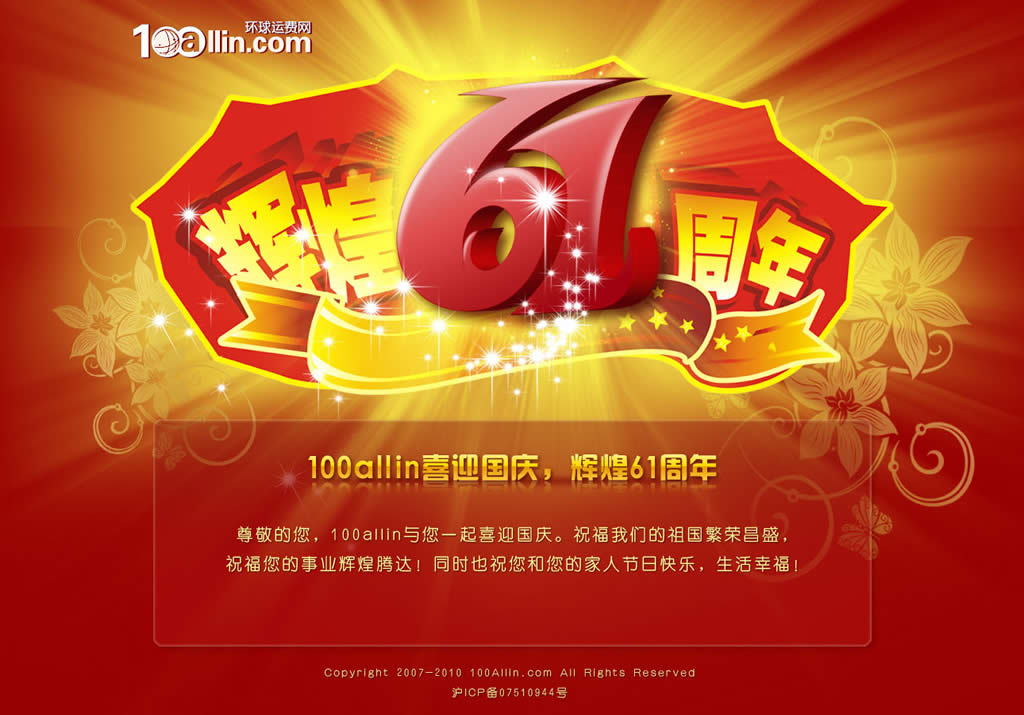 环球运费网
100allin.com
辉煌61周年
100allin喜迎国庆，辉煌61周年
尊敬的您，100allin与您一起喜迎国庆。祝福我们的祖国繁荣昌盛，
祝福您的事业辉煌腾达！同时也祝您和您的家人节日快乐，生活幸福！
Copyright 2007-2010 100Allin.com All Rights Reserved
沪ICP备07510944号